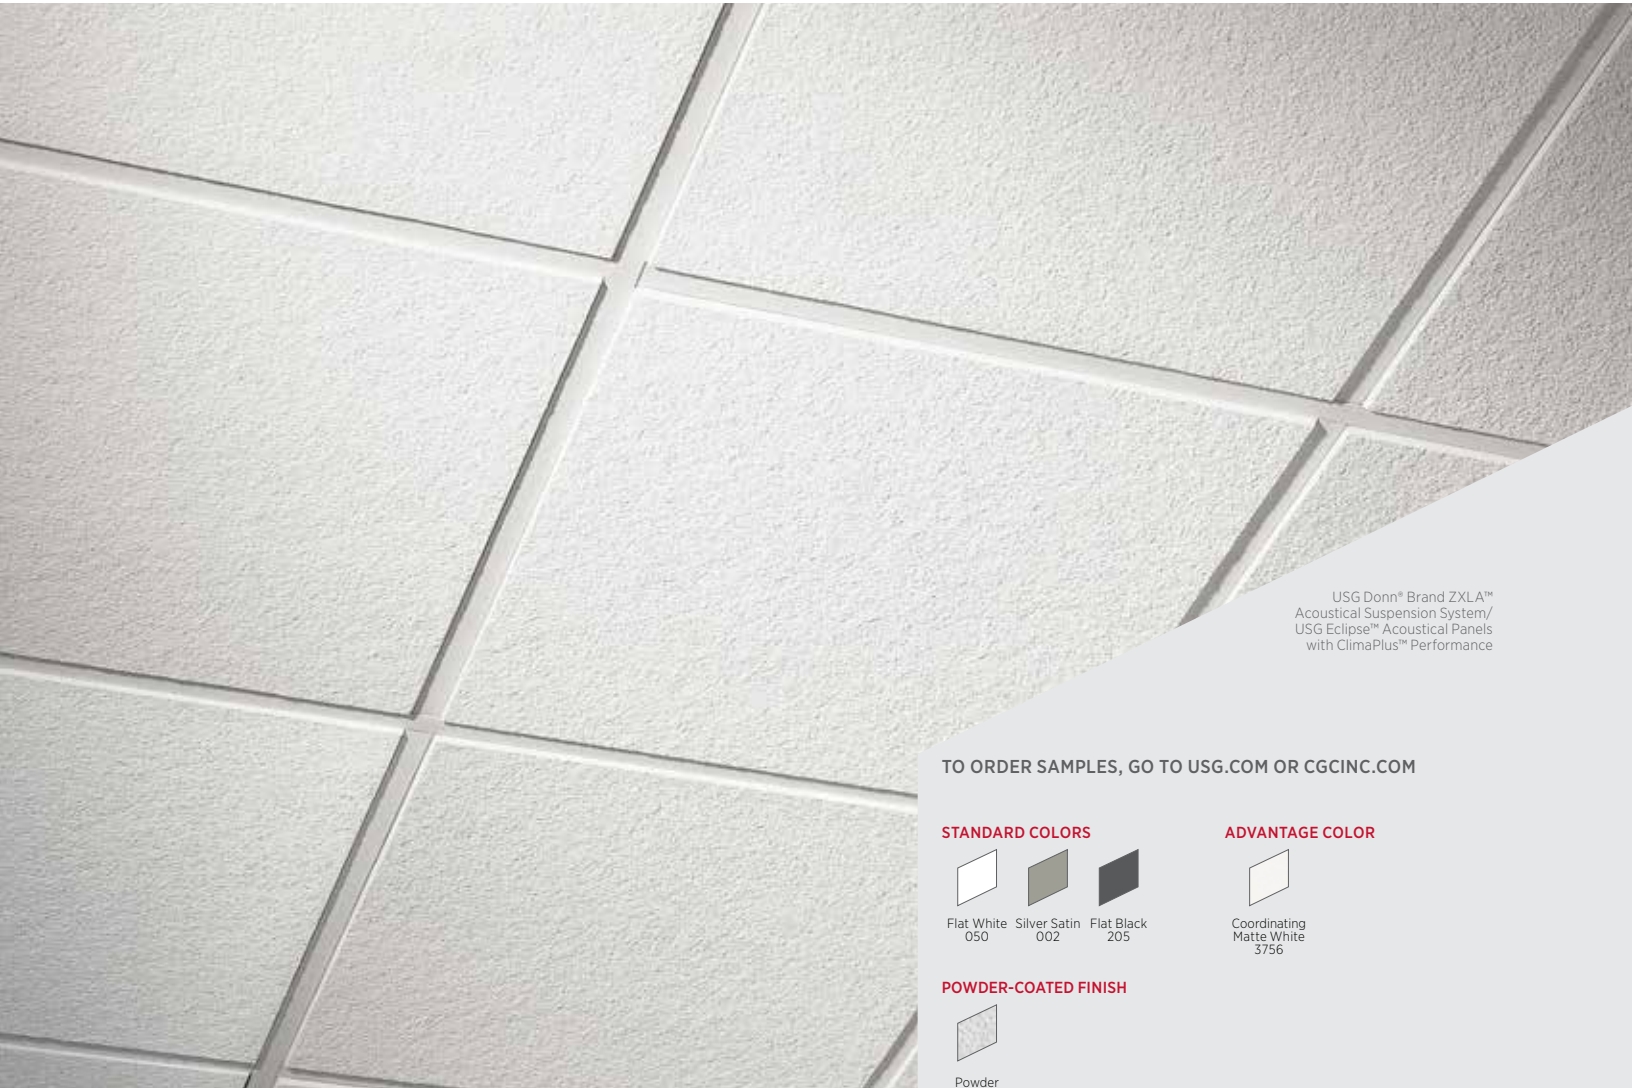 USG Donn® Brand ZXLA™
Acoustical Suspension System/
USG Eclipse™ Acoustical Panels
with ClimaPlus™ Performance
TO ORDER SAMPLES, GO TO USG.COM OR CGCINC.COM
STANDARD COLORS
Flat White
050
Silver Satin
002
Flat Black
205
ADVANTAGE COLOR
Coordinating
Matte White
3756
POWDER-COATED FINISH
Powder